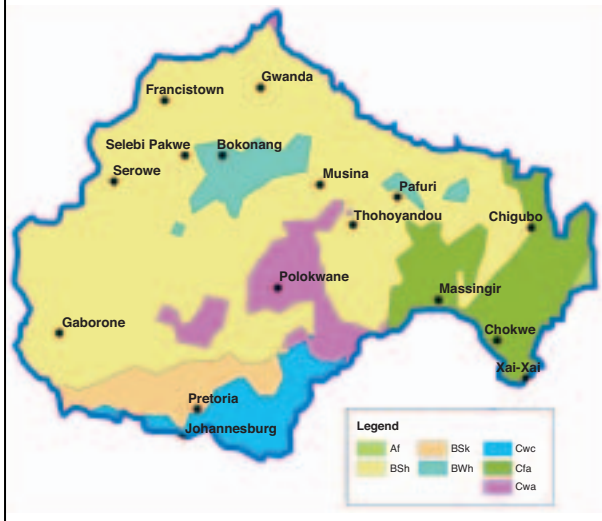 Gwanda
Francistown
Selebi Pakwe
Bokonang
Serowe
Musina
Pafuri
Thohoyandou
Chigubo
Polokwane
Massingir
Gaborone
Chokwe
Xai-Xai
Pretoria
Johannesburg
Legend
Af
BSk
Cwc
BSh
BWh
Cfa
Cwa